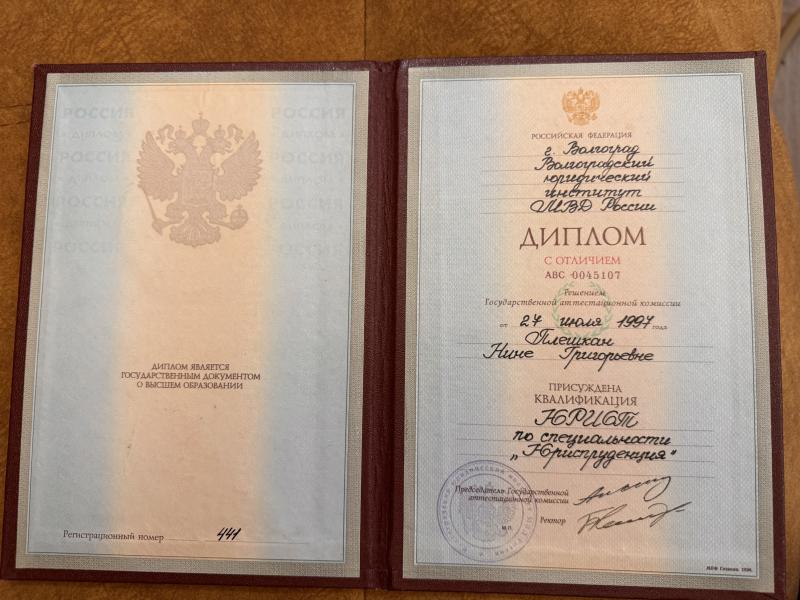 РОССИЯ РОССИЯ
ДИПЛОМ ЯВЛЯЕТСЯ
ГОСУДАРСТВЕННЫМ ДОКУМЕНТОМ
О ВЫСШЕМ ОБРАЗОВАНИИ
Регистрационный номер 441
РОССИЙСКАЯ ФЕДЕРАЦИЯ
г. Волгоград
Волгоградский
юридический
институт
МВД России
ДИПЛОМ
С ОТЛИЧИЕМ
АВС 0045107
Решением
Государственной аттестационной комиссии
от 27 июля 1997 года
Плешкан
Нине Григорьевне
ПРИСУЖДЕНА
КВАЛИФИКАЦИЯ
ЮРИСТ
по специальности
„Юриспруденция"
Председатель Государственной
аттестационной комиссии
М.П. Ректор